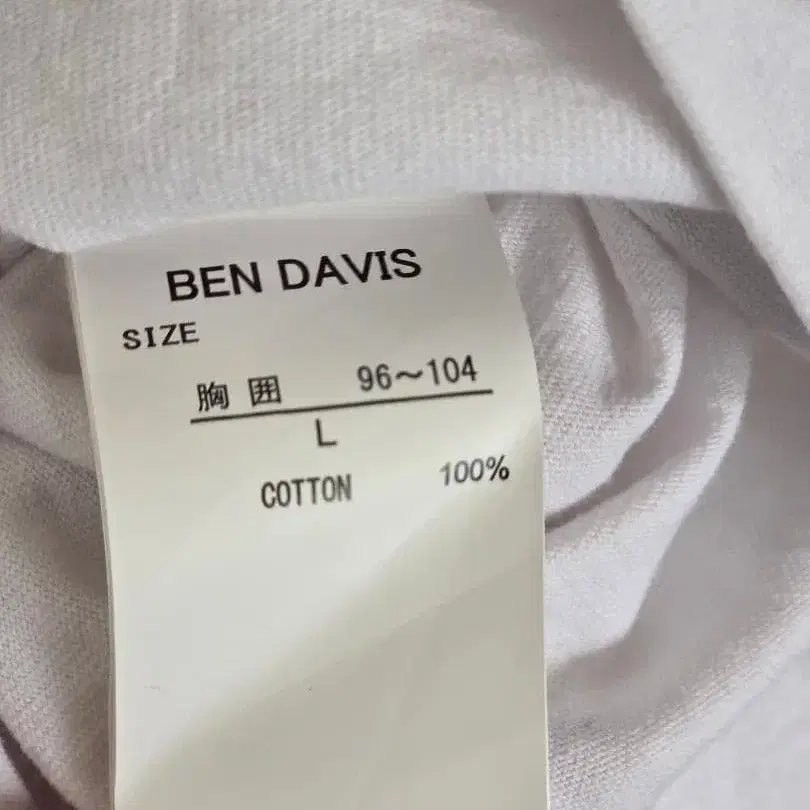 BEN DAVIS
SIZE
胸囲 96～104
L
COTTON 100%